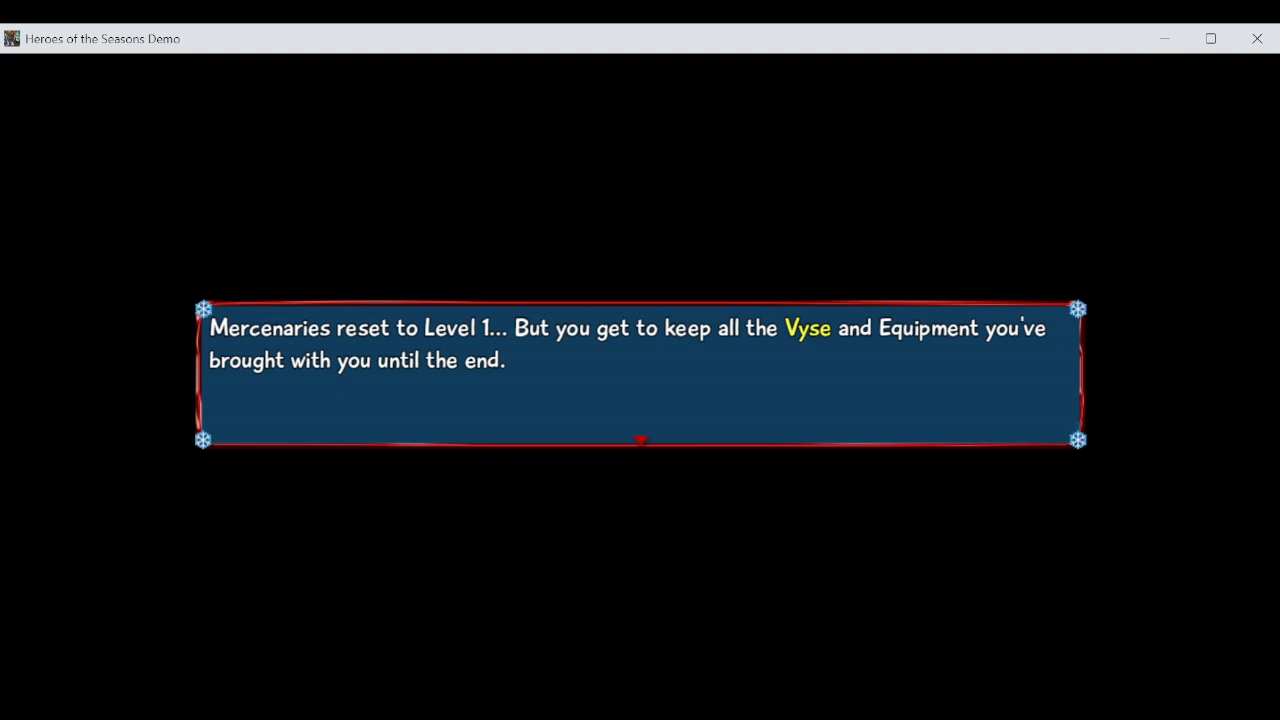 Heroes of the Seasons Demo
Mercenaries reset to Level 1... But you get to keep all the Vyse and Equipment you've
brought with you until the end.